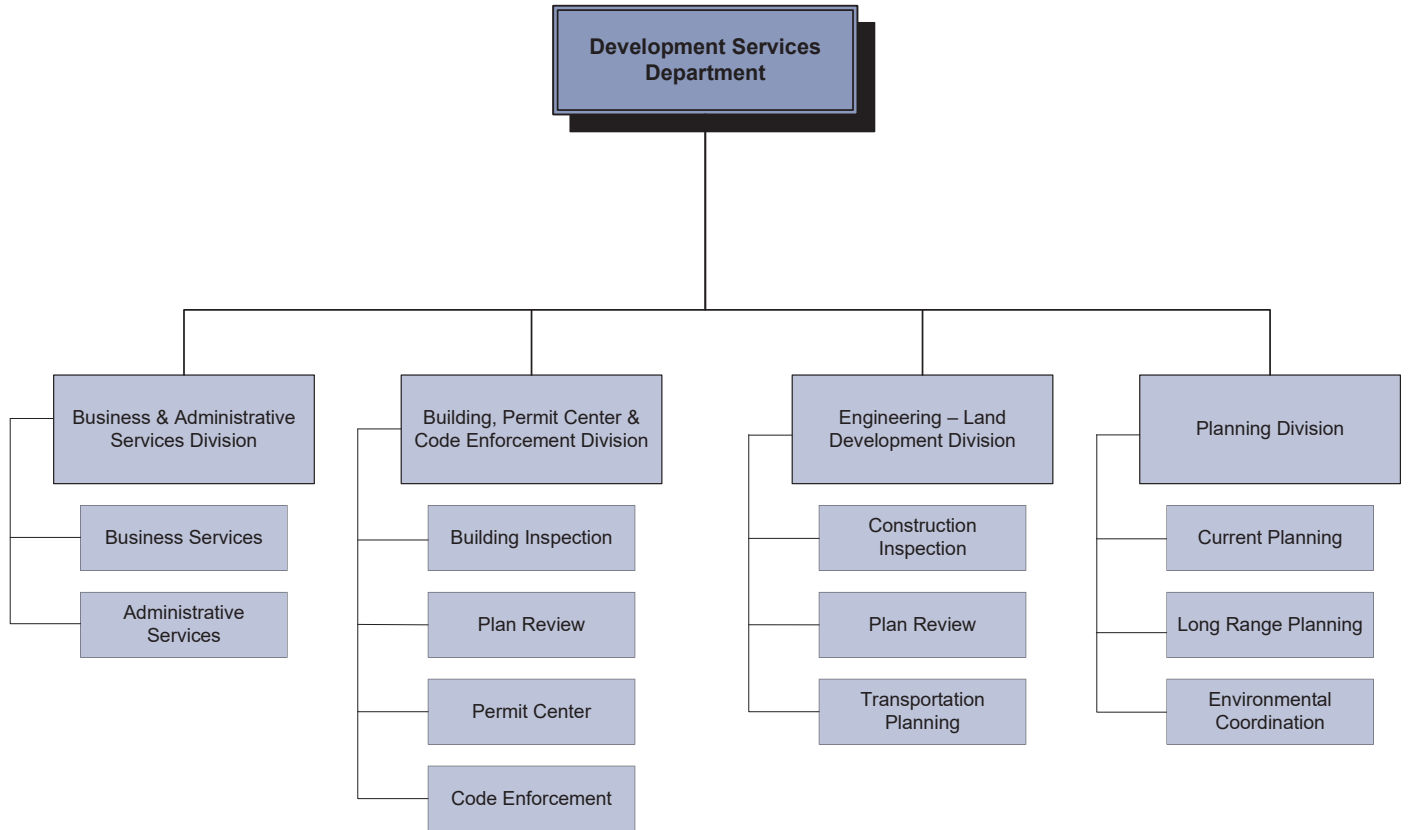 Development Services
Department
Business & Administrative
Services Division
Business Services
Administrative
Services
Building, Permit Center &
Code Enforcement Division
Building Inspection
Plan Review
Permit Center
Code Enforcement
Engineering – Land
Development Division
Construction
Inspection
Plan Review
Transportation
Planning
Planning Division
Current Planning
Long Range Planning
Environmental
Coordination